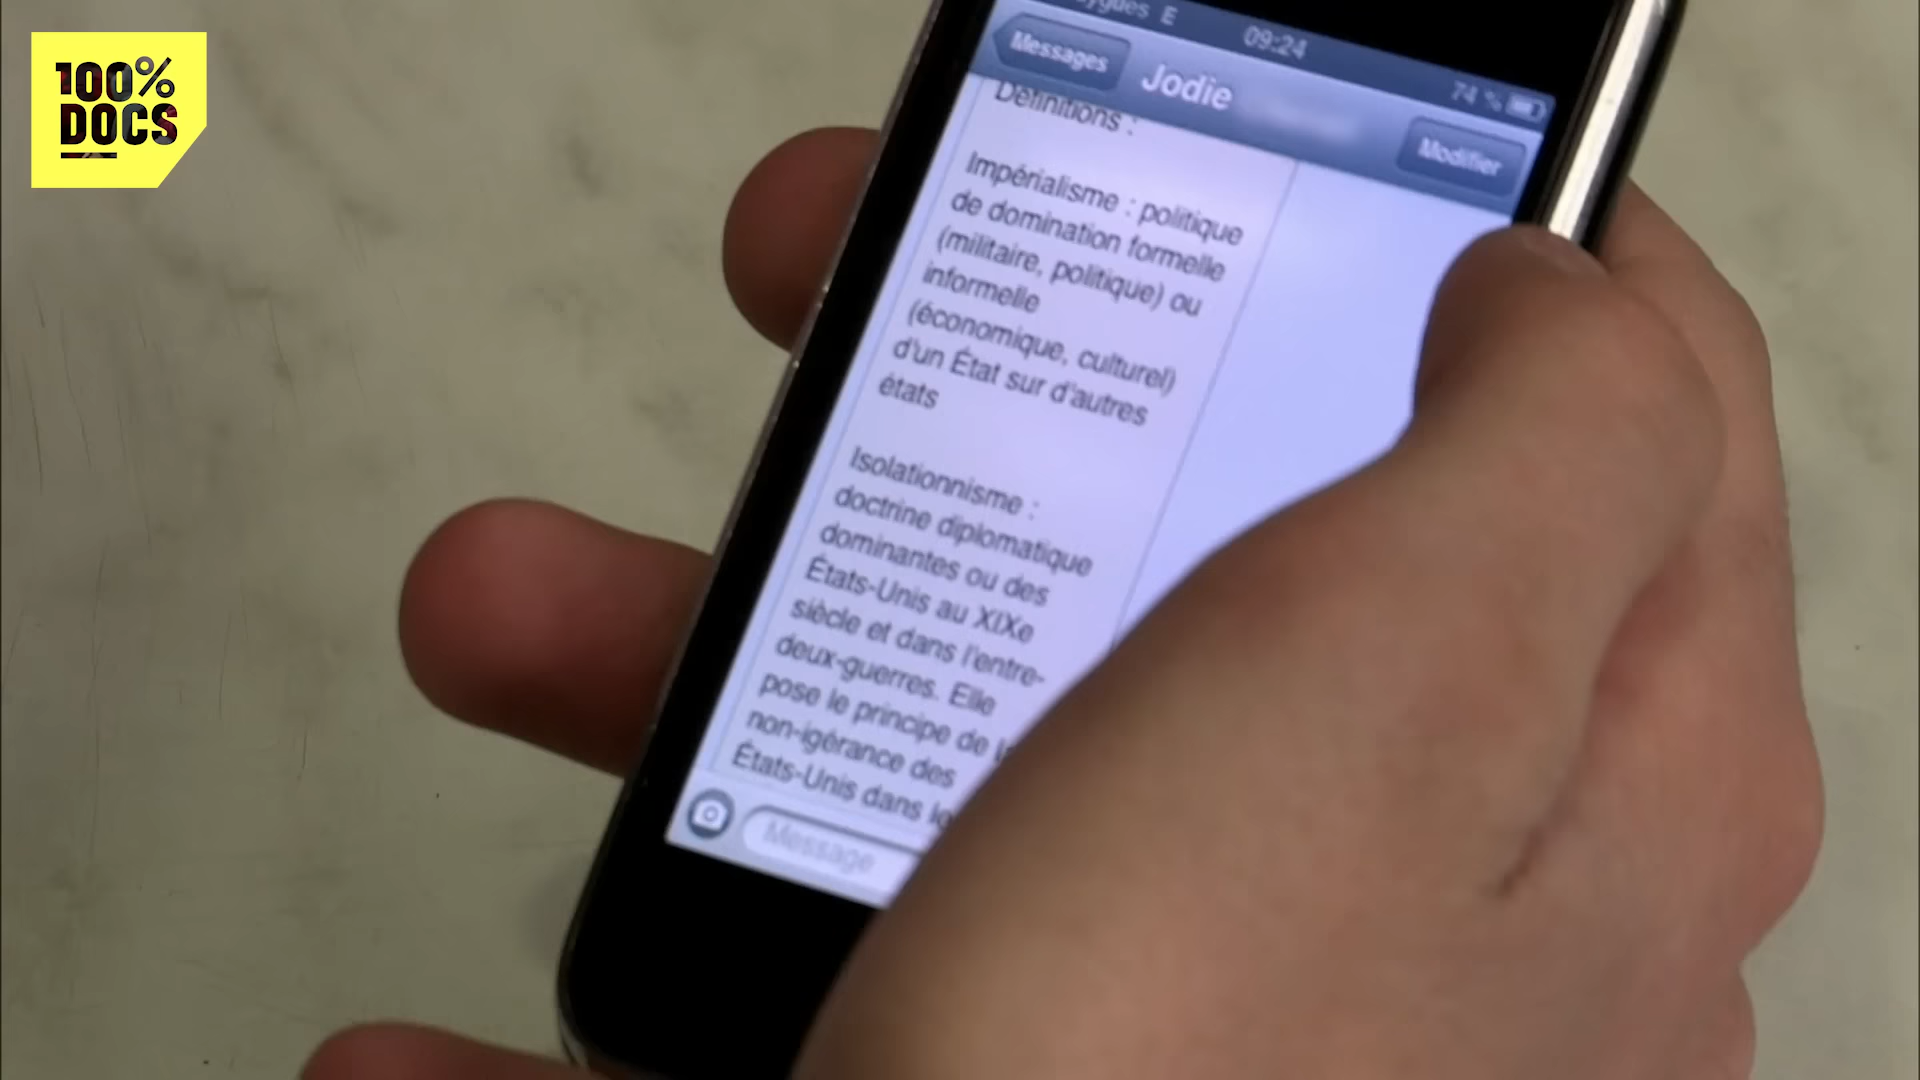 100%
DOCS
Bouygues E
09:24
74 %
Messages
Jodie
Modifier
Définitions :
Impérialisme : politique
de domination formelle
(militaire, politique) ou
informelle
(économique, culturel)
d'un État sur d'autres
états
Isolationnisme :
doctrine diplomatique
dominantes ou des
États-Unis au XIXe
siècle et dans l'entre-
deux-guerres. Elle
pose le principe de
non-igérance des
États-Unis dans
Message